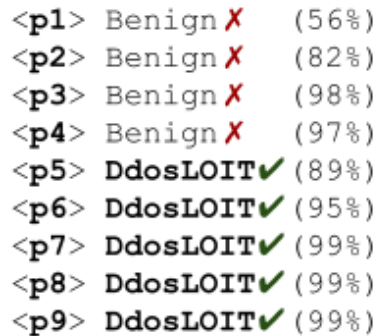 <p1> Benign✗ (56%)
<p2> Benign✗ (82%)
<p3> Benign✗ (98%)
<p4> Benign✗ (97%)
<p5> DdosLOIT✔ (89%)
<p6> DdosLOIT✔ (95%)
<p7> DdosLOIT✔ (99%)
<p8> DdosLOIT✔ (99%)
<p9> DdosLOIT✔ (99%)